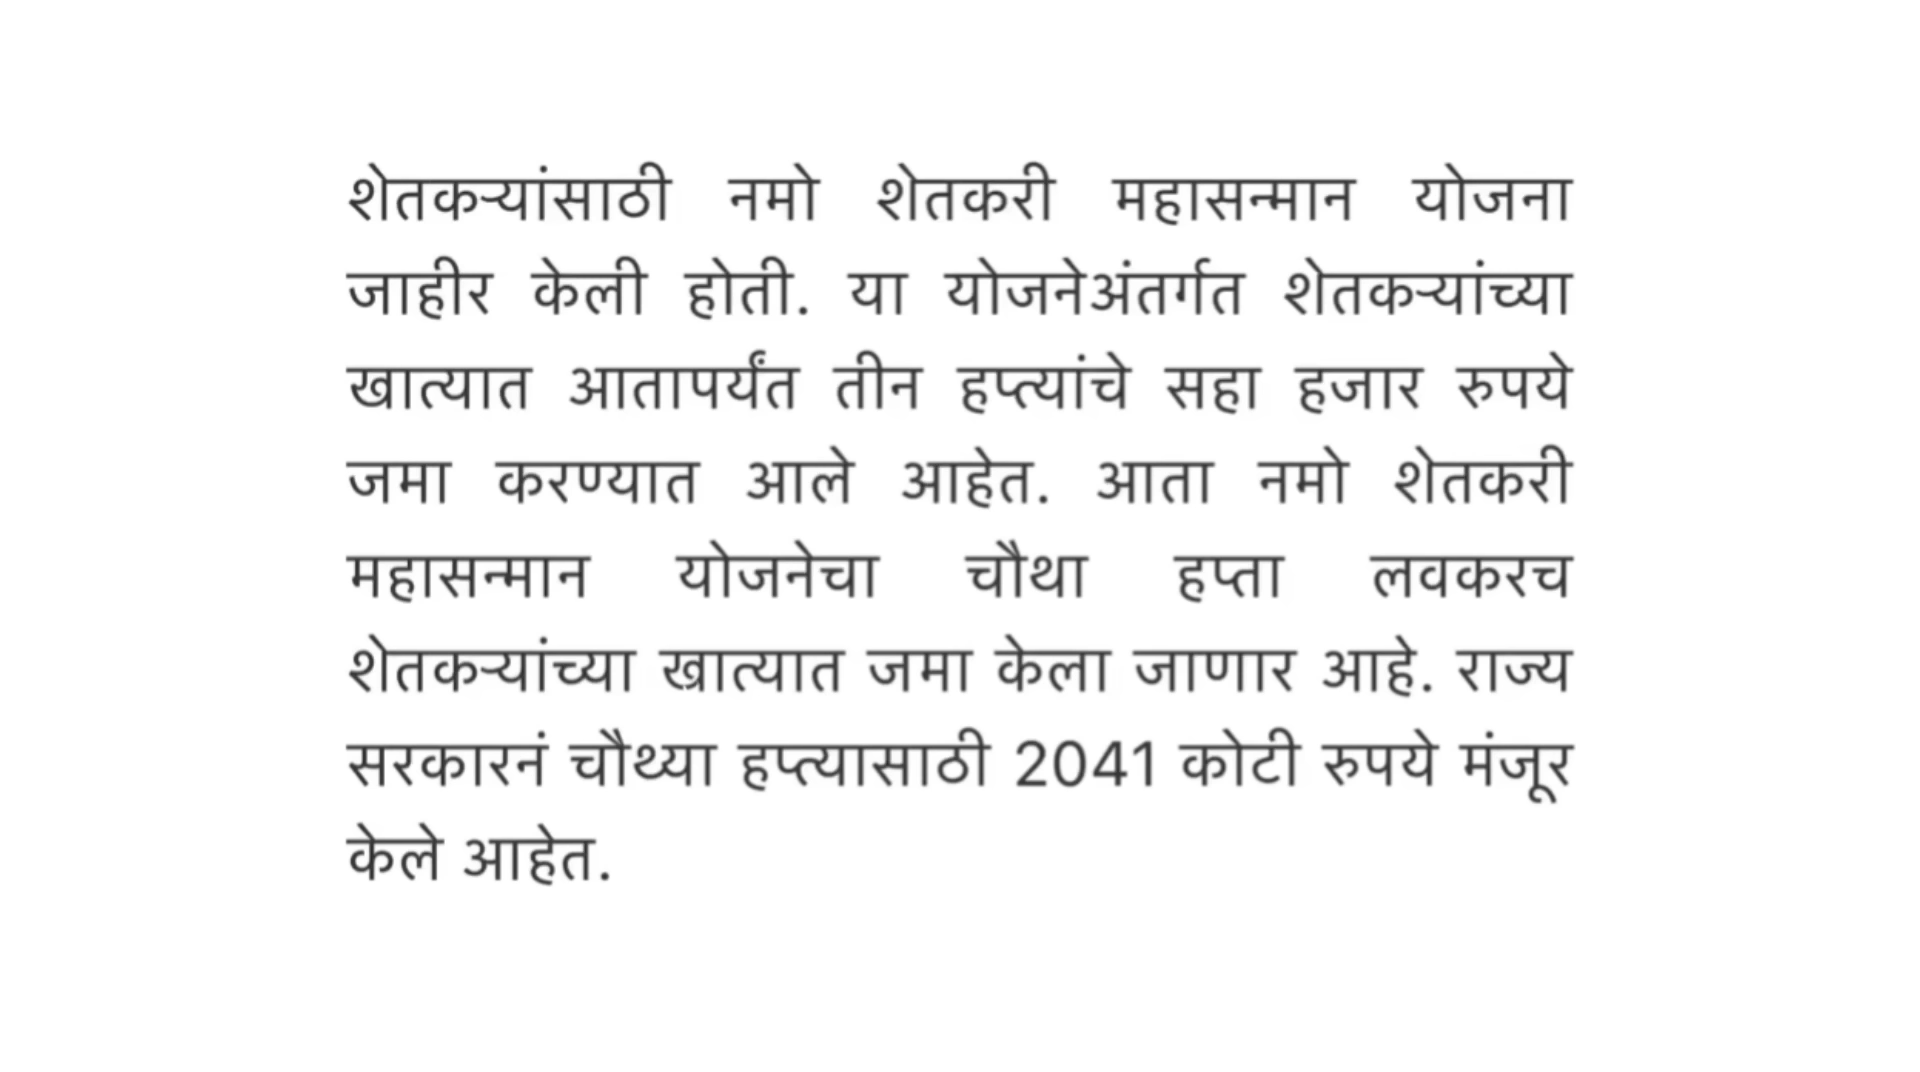 शेतकऱ्यांसाठी नमो शेतकरी महासन्मान योजना
जाहीर केली होती. या योजनेअंतर्गत शेतकऱ्यांच्या
खात्यात आतापर्यंत तीन हप्त्यांचे सहा हजार रुपये
जमा करण्यात आले आहेत. आता नमो शेतकरी
महासन्मान योजनेचा चौथा हप्ता लवकरच
शेतकऱ्यांच्या खात्यात जमा केला जाणार आहे. राज्य
सरकारनं चौथ्या हप्त्यासाठी 2041 कोटी रुपये मंजूर
केले आहेत.